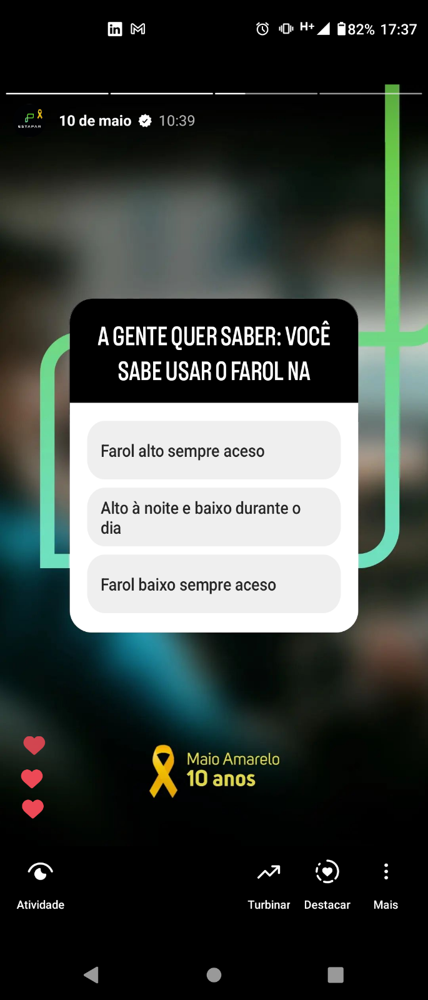 82% 17:37
H+
in
ESTAPAR
10 de maio 10:39
A GENTE QUER SABER: VOCÊ
SABE USAR O FAROL NA
Farol alto sempre aceso
Alto à noite e baixo durante o
dia
Farol baixo sempre aceso
Maio Amarelo
10 anos
Atividade
Turbinar
Destacar
Mais